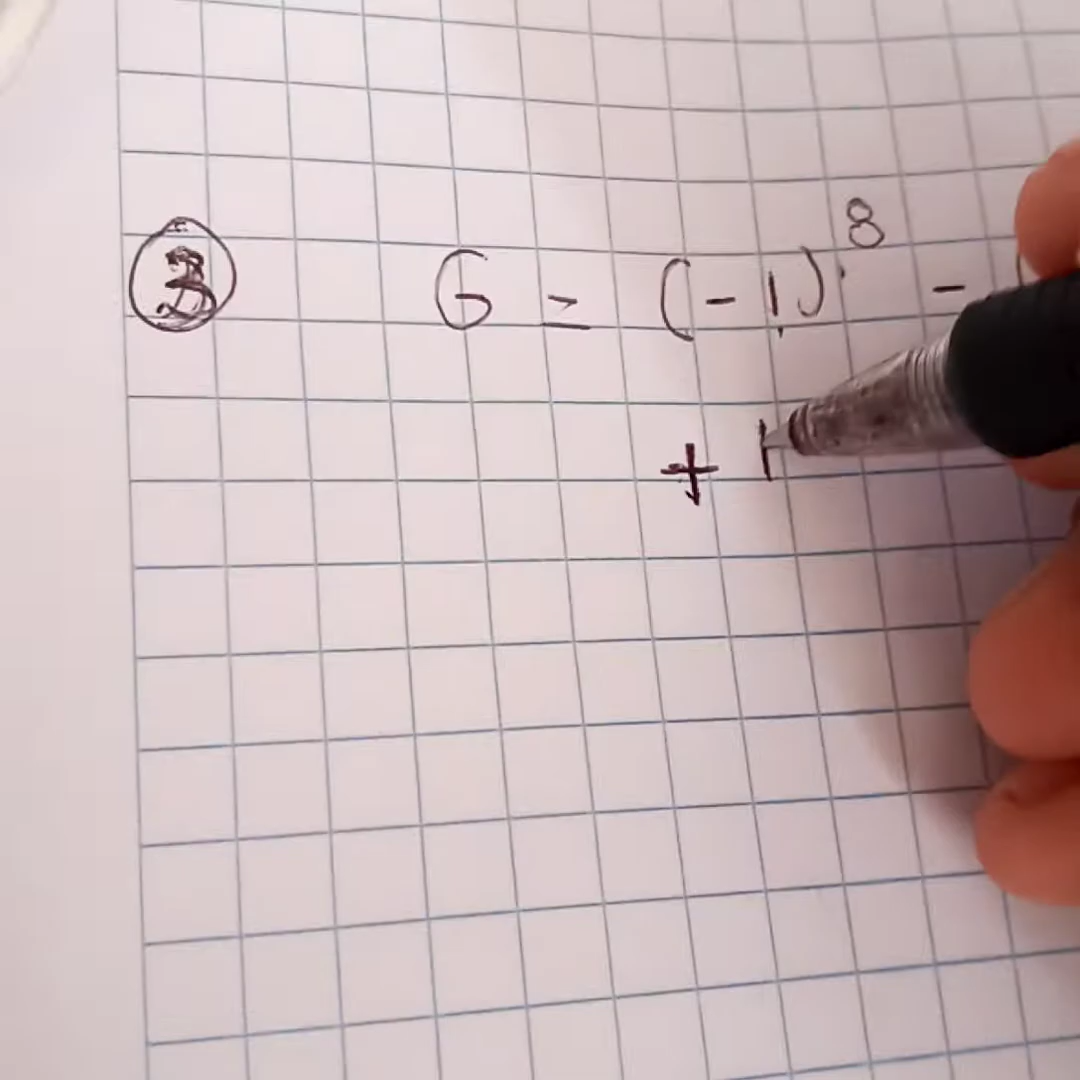 3 G = (-1)⁸ - (
+ 1